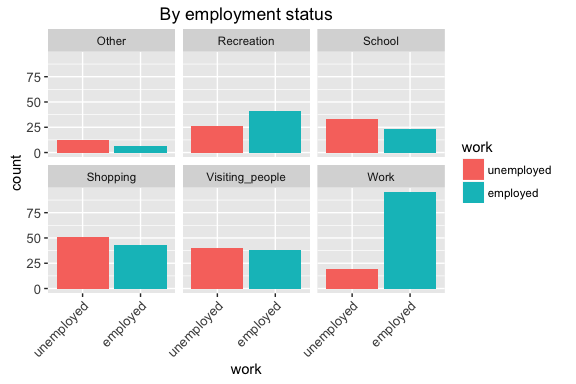 By employment status
Other Recreation School
75
50
25
0
Shopping Visiting_people Work
75
50
25
0
count
unemployed employed unemployed employed unemployed employed
work
work
unemployed
employed